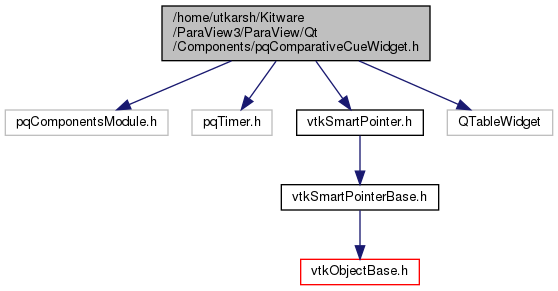 /home/utkarsh/Kitware
/ParaView3/ParaView/Qt
/Components/pqComparativeCueWidget.h
pqComponentsModule.h
pqTimer.h
vtkSmartPointer.h
QTableWidget
vtkSmartPointerBase.h
vtkObjectBase.h